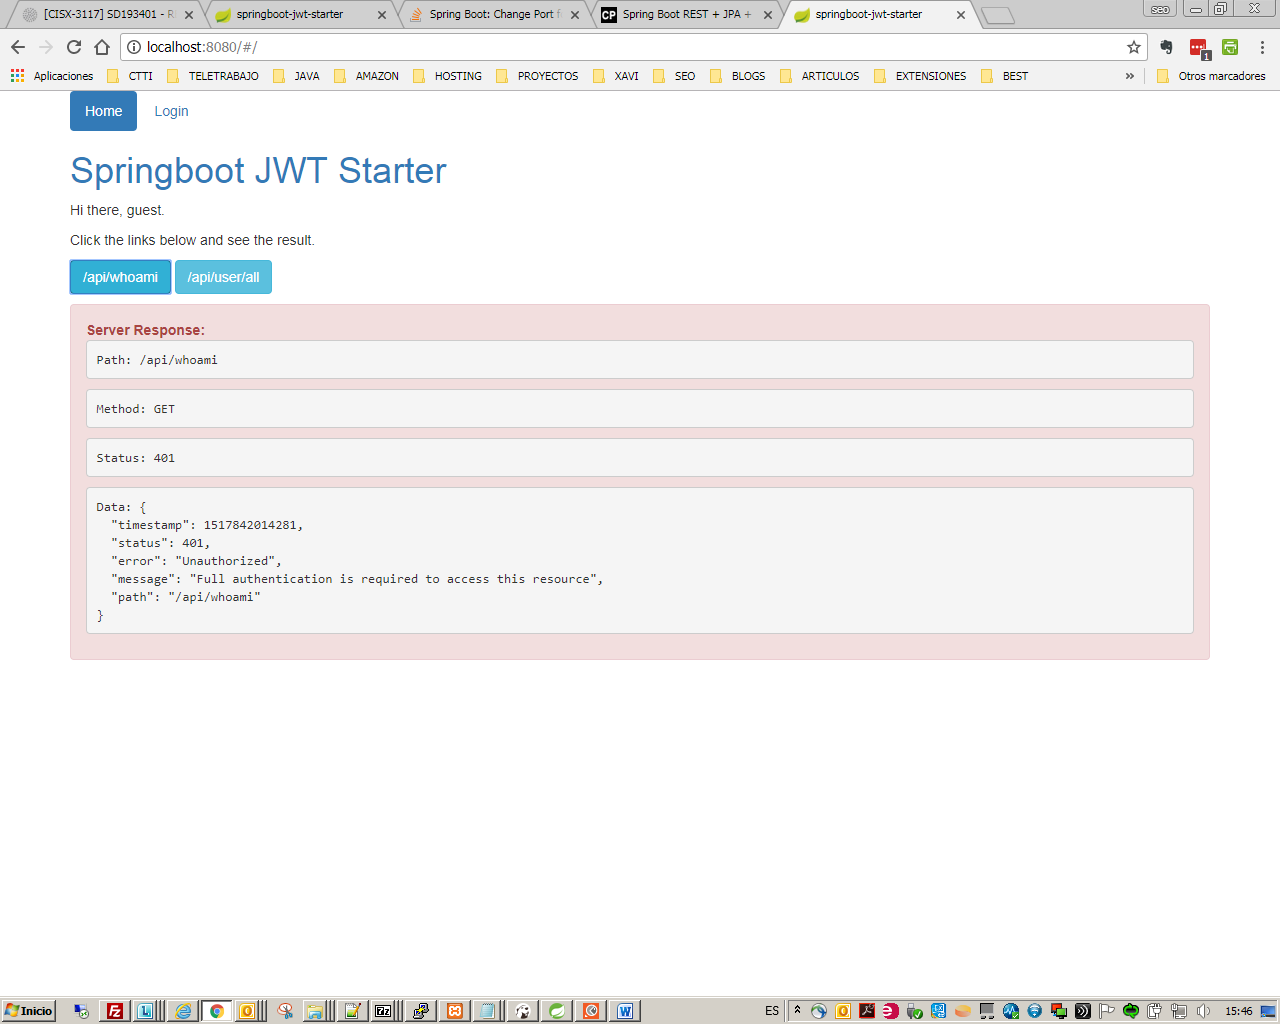 [CISX-3117] SD193401 - R
springboot-jwt-starter
Spring Boot: Change Port f
CP Spring Boot REST + JPA +
springboot-jwt-starter
seo
localhost:8080/#/
1
Aplicaciones CTTI TELETRABAJO JAVA AMAZON HOSTING PROYECTOS XAVI SEO BLOGS ARTICULOS EXTENSIONES BEST » Otros marcadores
Home Login
Springboot JWT Starter
Hi there, guest.
Click the links below and see the result.
/api/whoami /api/user/all
Server Response:
Path: /api/whoami
Method: GET
Status: 401
Data: {
"timestamp": 1517842014281,
"status": 401,
"error": "Unauthorized",
"message": "Full authentication is required to access this resource",
"path": "/api/whoami"
}
Inicio ES 15:46